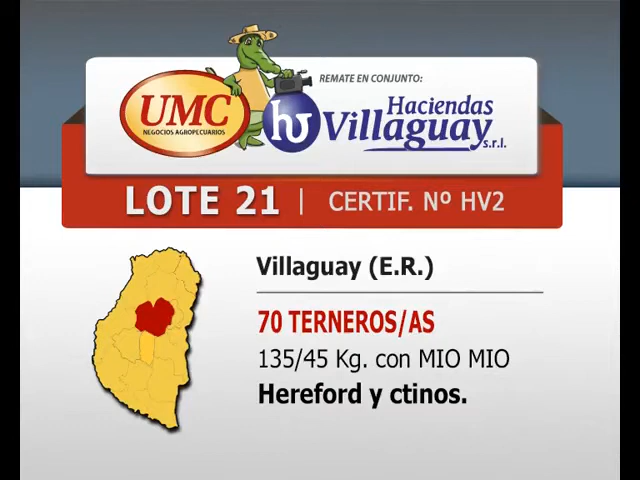 REMATE EN CONJUNTO:
UMC
NEGOCIOS AGROPECUARIOS
hv
Haciendas
Villaguay
s.r.l.
LOTE 21 | CERTIF. Nº HV2
Villaguay (E.R.)
70 TERNEROS/AS
135/45 Kg. con MIO MIO
Hereford y ctinos.